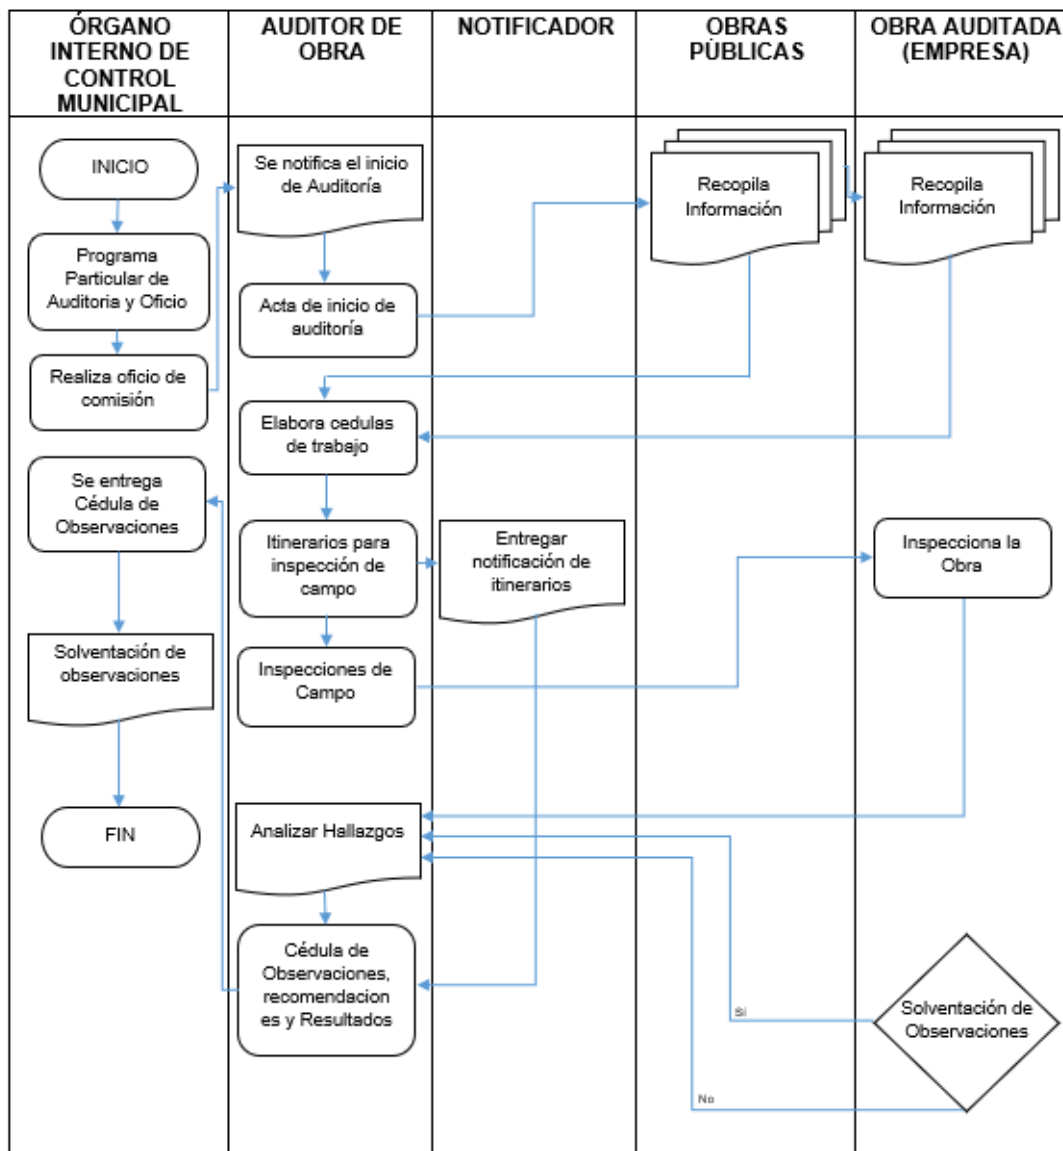 ÓRGANO
INTERNO DE
CONTROL
MUNICIPAL
AUDITOR DE
OBRA
NOTIFICADOR
OBRAS
PÙBLICAS
OBRA AUDITADA
(EMPRESA)
INICIO
Programa
Particular de
Auditoria y Oficio
Realiza oficio de
comisión
Se entrega
Cédula de
Observaciones
Solventación de
observaciones
FIN
Se notifica el inicio
de Auditoría
Acta de inicio de
auditoría
Elabora cedulas
de trabajo
Itinerarios para
inspección de
campo
Inspecciones de
Campo
Analizar Hallazgos
Cédula de
Observaciones,
recomendacion
es y Resultados
Entregar
notificación de
itinerarios
Recopila
Información
Recopila
Información
Inspecciona la
Obra
Solventación de
Observaciones
Sí
No